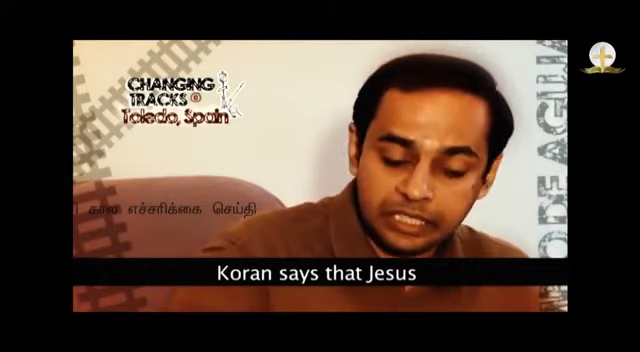 CHANGING
TRACKS
Toledo, Spain
கால எச்சரிக்கை செய்தி
Koran says that Jesus